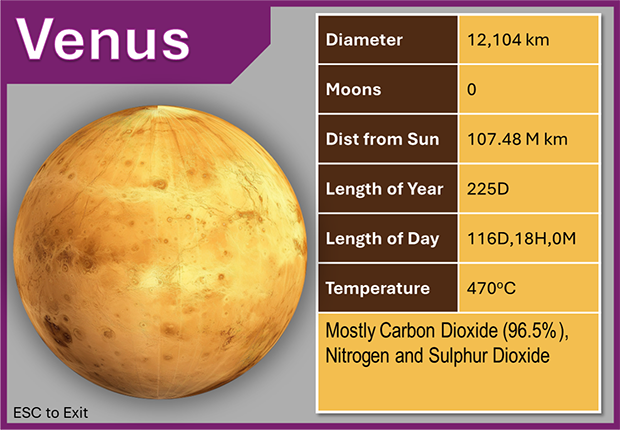 Venus
Diameter 12,104 km
Moons 0
Dist from Sun 107.48 M km
Length of Year 225D
Length of Day 116D,18H,0M
Temperature 470°C
Mostly Carbon Dioxide (96.5%),
Nitrogen and Sulphur Dioxide
ESC to Exit